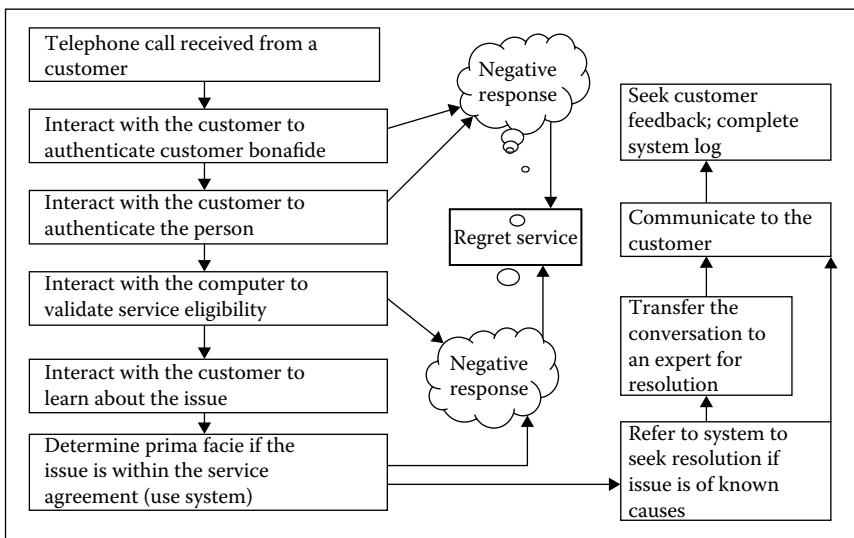 Telephone call received from a
customer
Interact with the customer to
authenticate customer bonafide
Interact with the customer to
authenticate the person
Interact with the computer to
validate service eligibility
Interact with the customer to
learn about the issue
Determine prima facie if the
issue is within the service
agreement (use system)
Negative
response
Regret service
Negative
response
Seek customer
feedback; complete
system log
Communicate to the
customer
Transfer the
conversation to
an expert for
resolution
Refer to system to
seek resolution if
issue is of known
causes